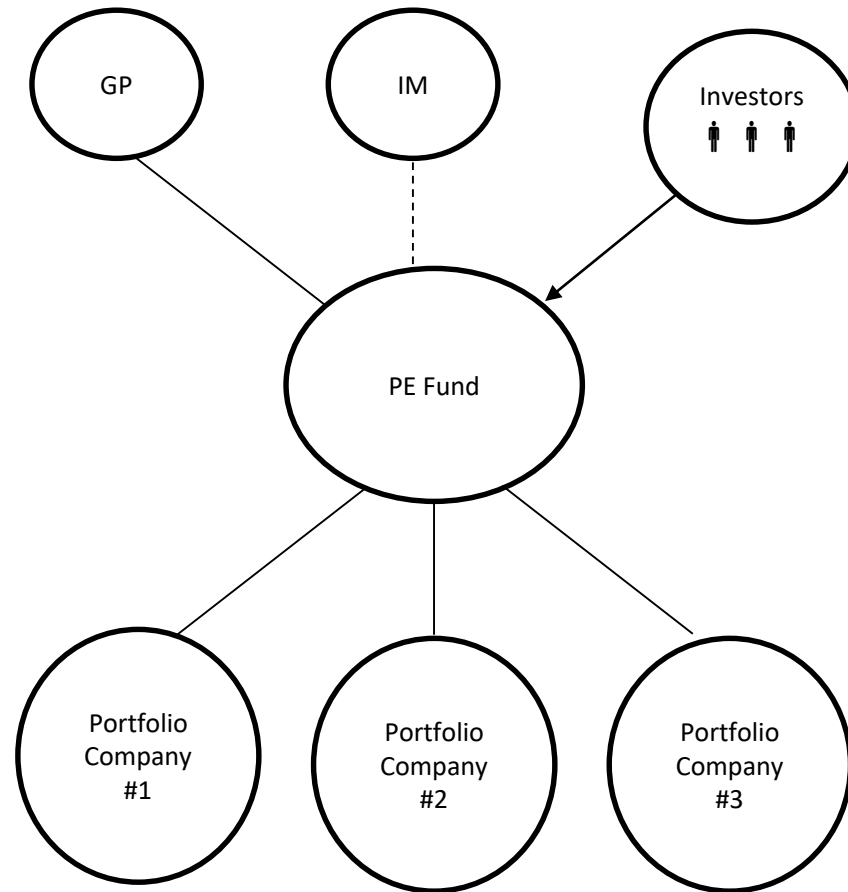 GP
IM
Investors
PE Fund
Portfolio
Company
#1
Portfolio
Company
#2
Portfolio
Company
#3